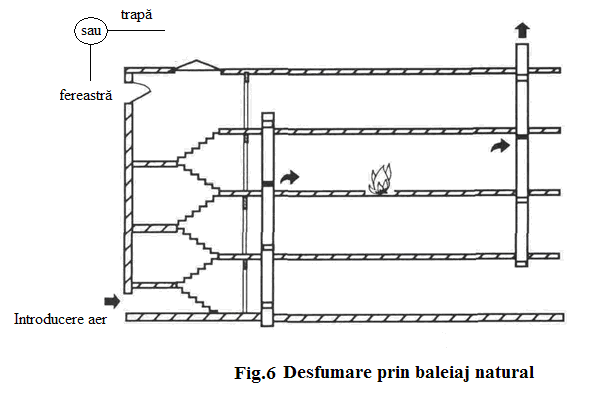 trapă
sau
fereastră
Introducere aer
Fig.6 Desfumare prin baleiaj natural